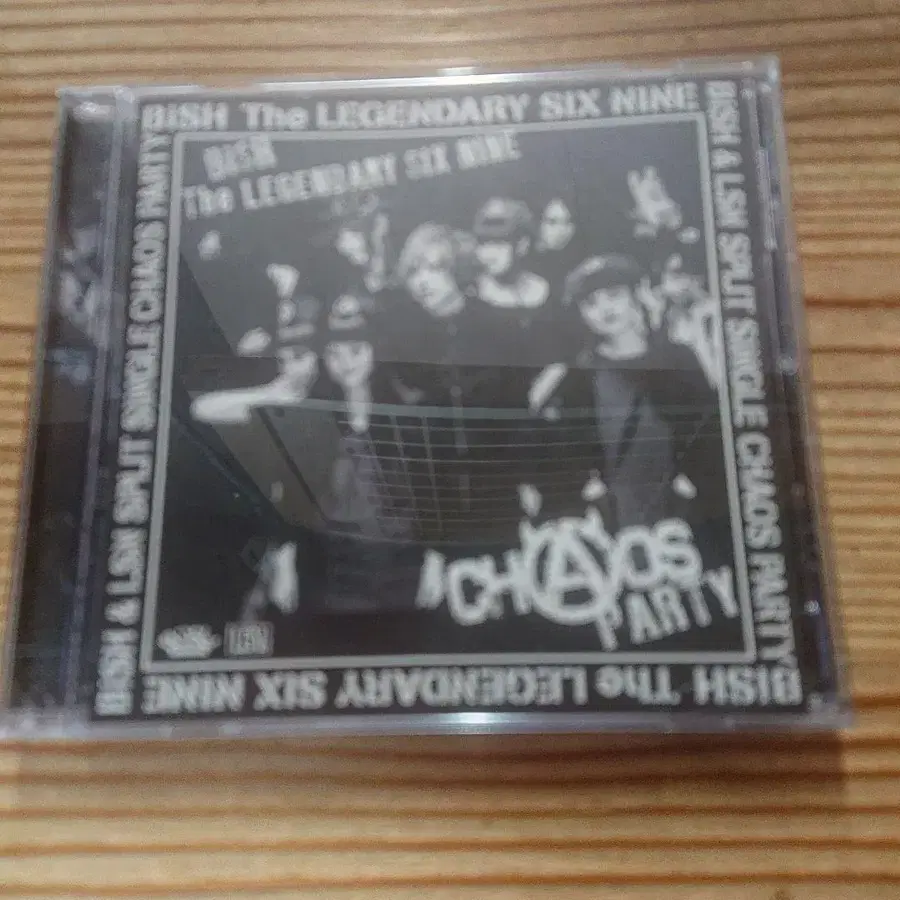 BiSH The LEGENDARY SIX NINE
BiSH & LSN SPLIT SINGLE CHAOS PARTY
BiSH The LEGENDARY SIX NINE
BiSH & LSN SPLIT SINGLE CHAOS PARTY
BiSH
The LEGENDARY SIX NINE
CHAOS
PARTY